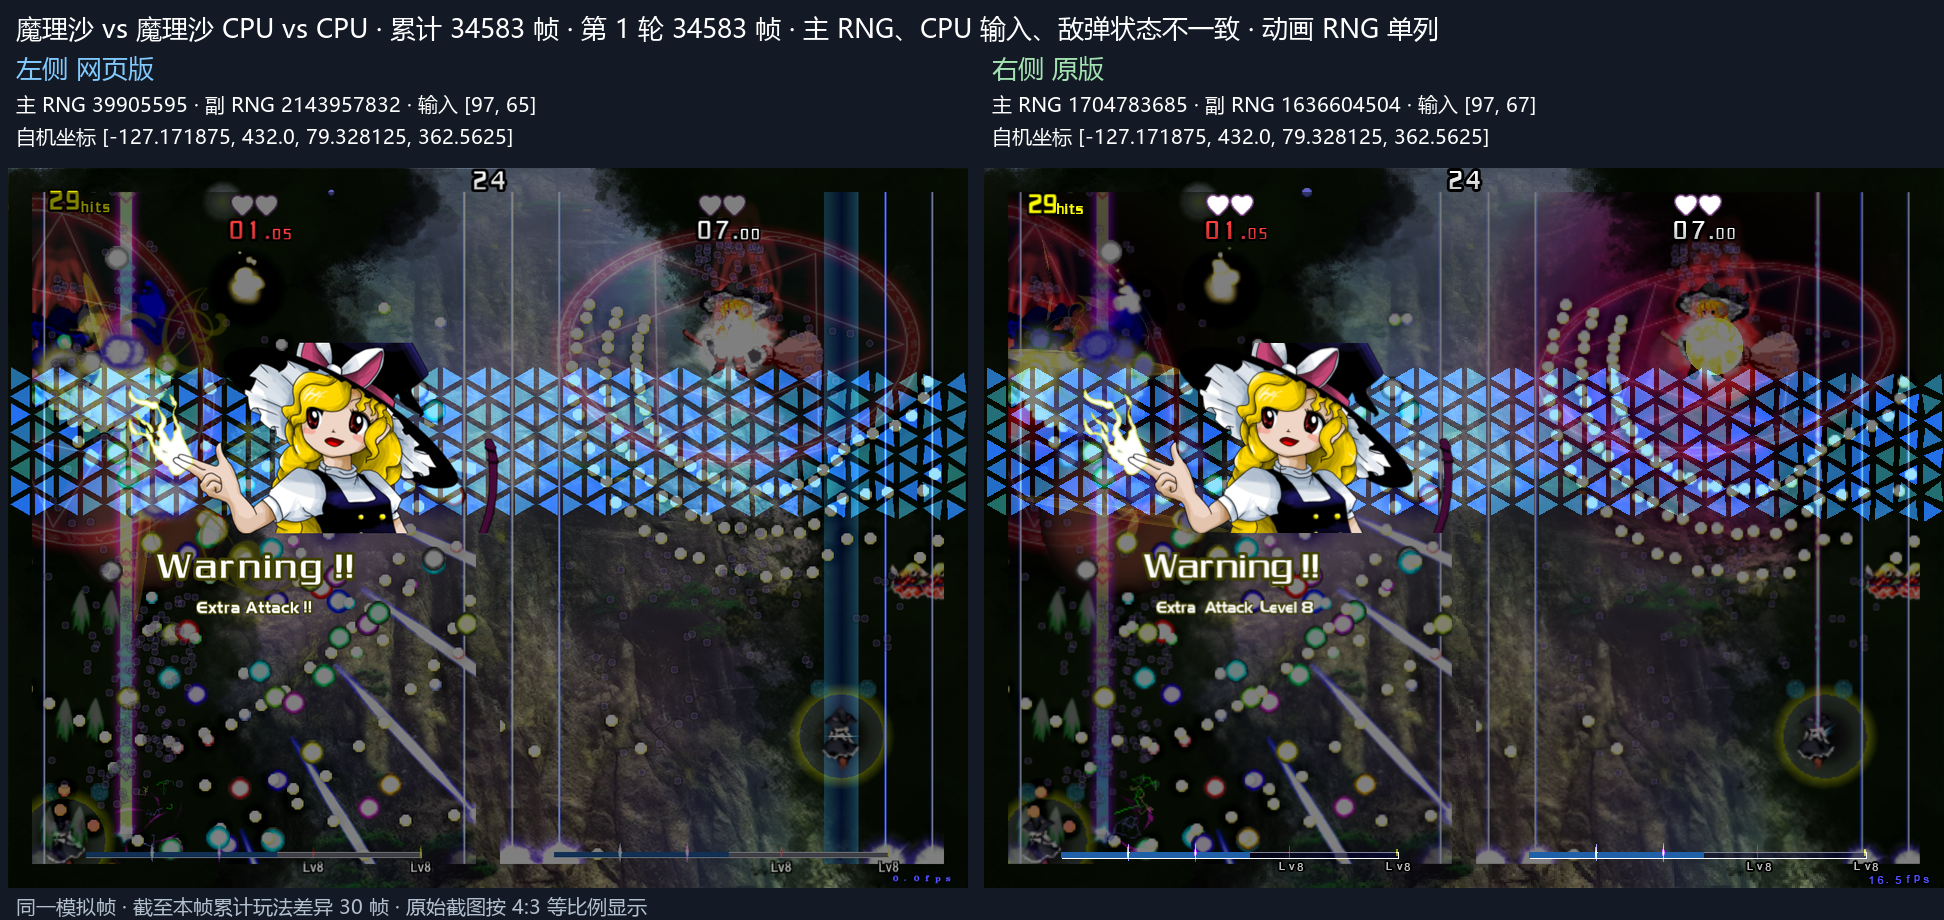 魔理沙 vs 魔理沙 CPU vs CPU · 累计 34583 帧 · 第 1 轮 34583 帧 · 主 RNG、CPU 输入、敌弹状态不一致 · 动画 RNG 单列
左侧 网页版
主 RNG 39905595 · 副 RNG 2143957832 · 输入 [97, 65]
自机坐标 [-127.171875, 432.0, 79.328125, 362.5625]
右侧 原版
主 RNG 1704783685 · 副 RNG 1636604504 · 输入 [97, 67]
自机坐标 [-127.171875, 432.0, 79.328125, 362.5625]
24
29hits
01.05
07.00
Warning !!
Extra Attack !!
Lv8
Lv8
Lv8
Lv8
0.0fps
24
29hits
01.05
07.00
Warning !!
Extra Attack Level 8
Lv8
Lv8
Lv8
Lv8
16.5fps
同一模拟帧 · 截至本帧累计玩法差异 30 帧 · 原始截图按 4:3 等比例显示